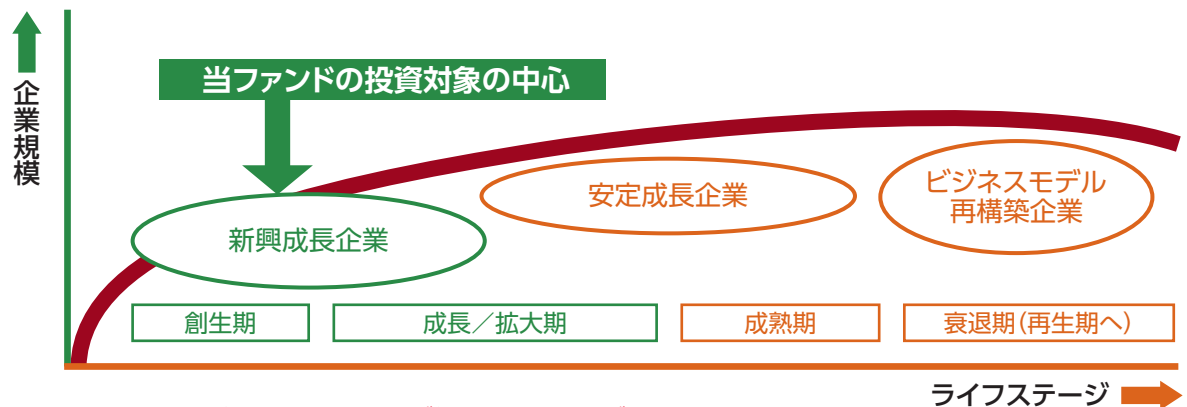 企業規模
当ファンドの投資対象の中心
新興成長企業
安定成長企業
ビジネスモデル
再構築企業
創生期
成長／拡大期
成熟期
衰退期(再生期へ)
ライフステージ